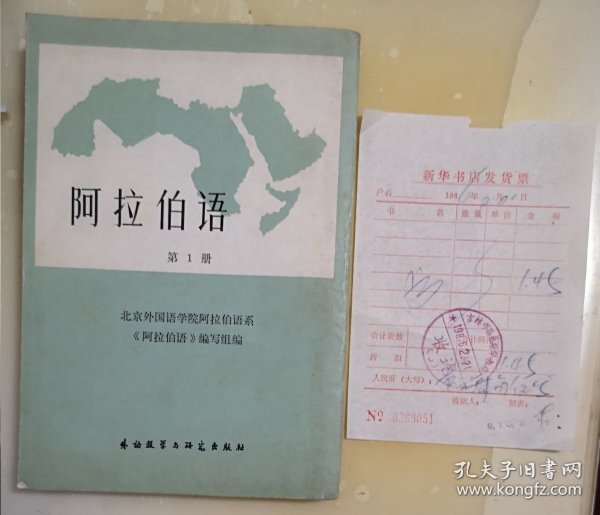 阿拉伯语
第1册
北京外国语学院阿拉伯语系
《阿拉伯语》编写组编
外语教学与研究出版社
新华书店发货票
户名 198 年 月 日
书 名 数量 单价 金 额
1.45
合计册数
折 扣 1.45
人民币(大写):
收款人:
№ 0269051
孔夫子旧书网
www.kongfz.com